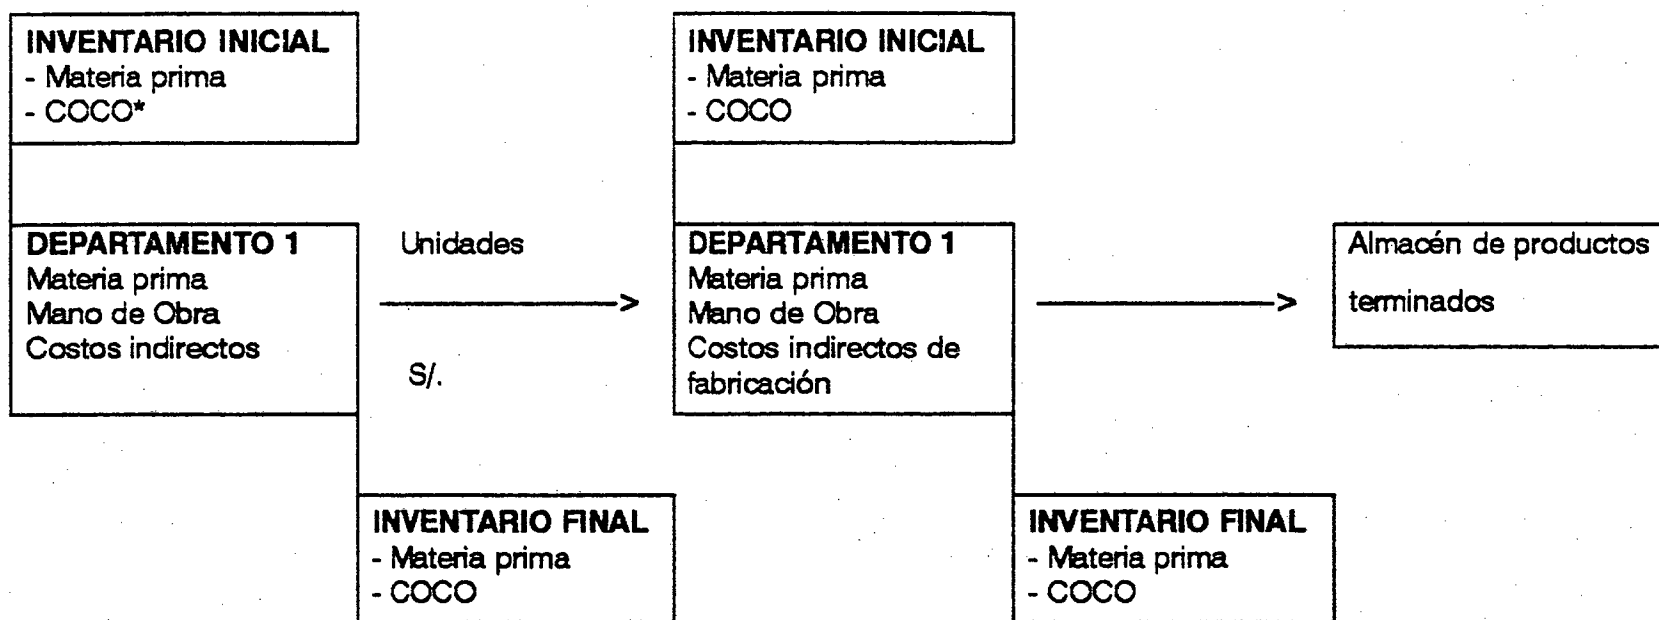 INVENTARIO INICIAL
- Materia prima
- COCO*
INVENTARIO INICIAL
- Materia prima
- COCO
DEPARTAMENTO 1
Materia prima
Mano de Obra
Costos indirectos
Unidades
———>
S/.
DEPARTAMENTO 1
Materia prima
Mano de Obra
Costos indirectos de
fabricación
———>
Almacén de productos
terminados
INVENTARIO FINAL
- Materia prima
- COCO
INVENTARIO FINAL
- Materia prima
- COCO